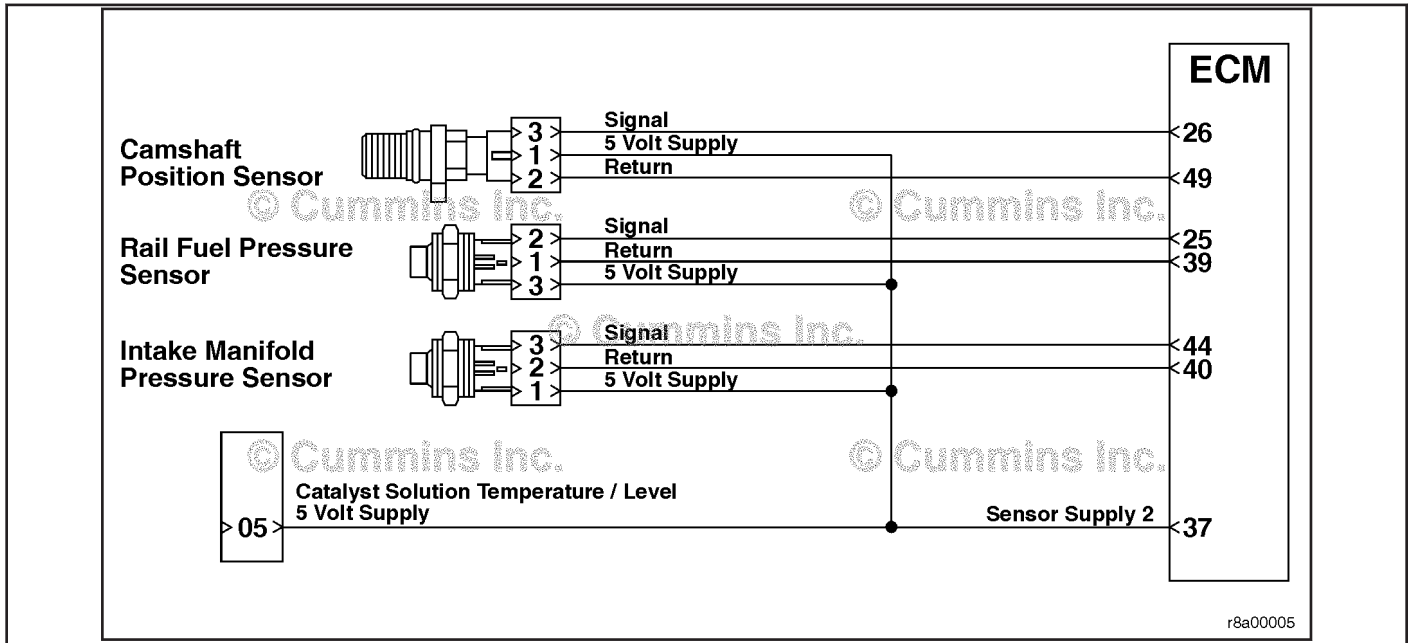 ECM
Camshaft
Position Sensor
3
1
2
Signal
5 Volt Supply
Return
26
49
© Cummins Inc.
© Cummins Inc.
Rail Fuel Pressure
Sensor
2
1
3
Signal
Return
5 Volt Supply
25
39
© Cummins Inc.
Intake Manifold
Pressure Sensor
3
2
1
Signal
Return
5 Volt Supply
44
40
© Cummins Inc.
© Cummins Inc.
05
Catalyst Solution Temperature / Level
5 Volt Supply
Sensor Supply 2
37
r8a00005